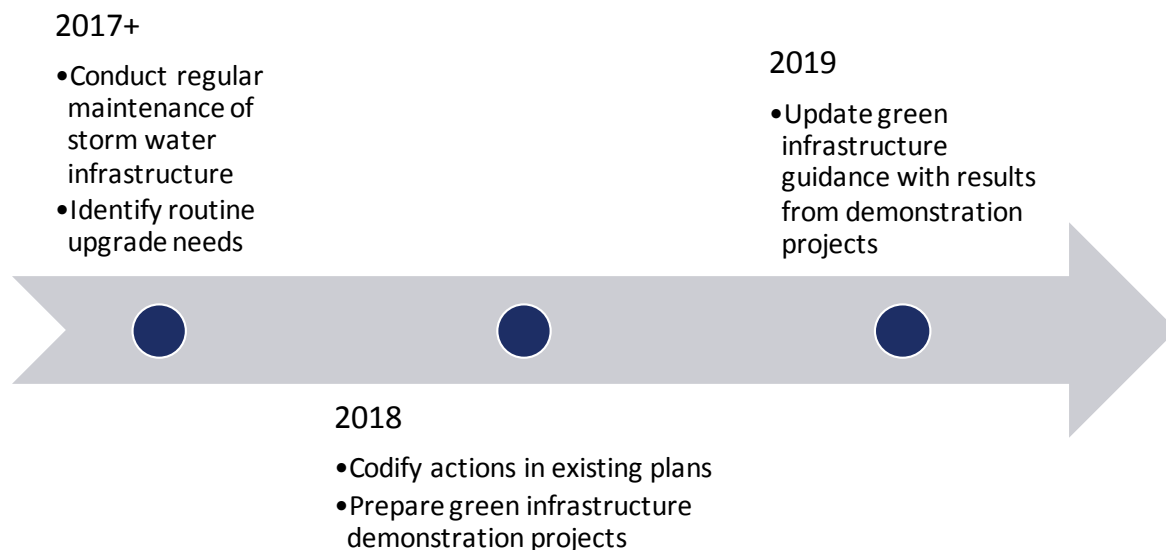 2017+
•Conduct regular
maintenance of
storm water
infrastructure
•Identify routine
upgrade needs
2018
•Codify actions in existing plans
•Prepare green infrastructure
demonstration projects
2019
•Update green
infrastructure
guidance with results
from demonstration
projects